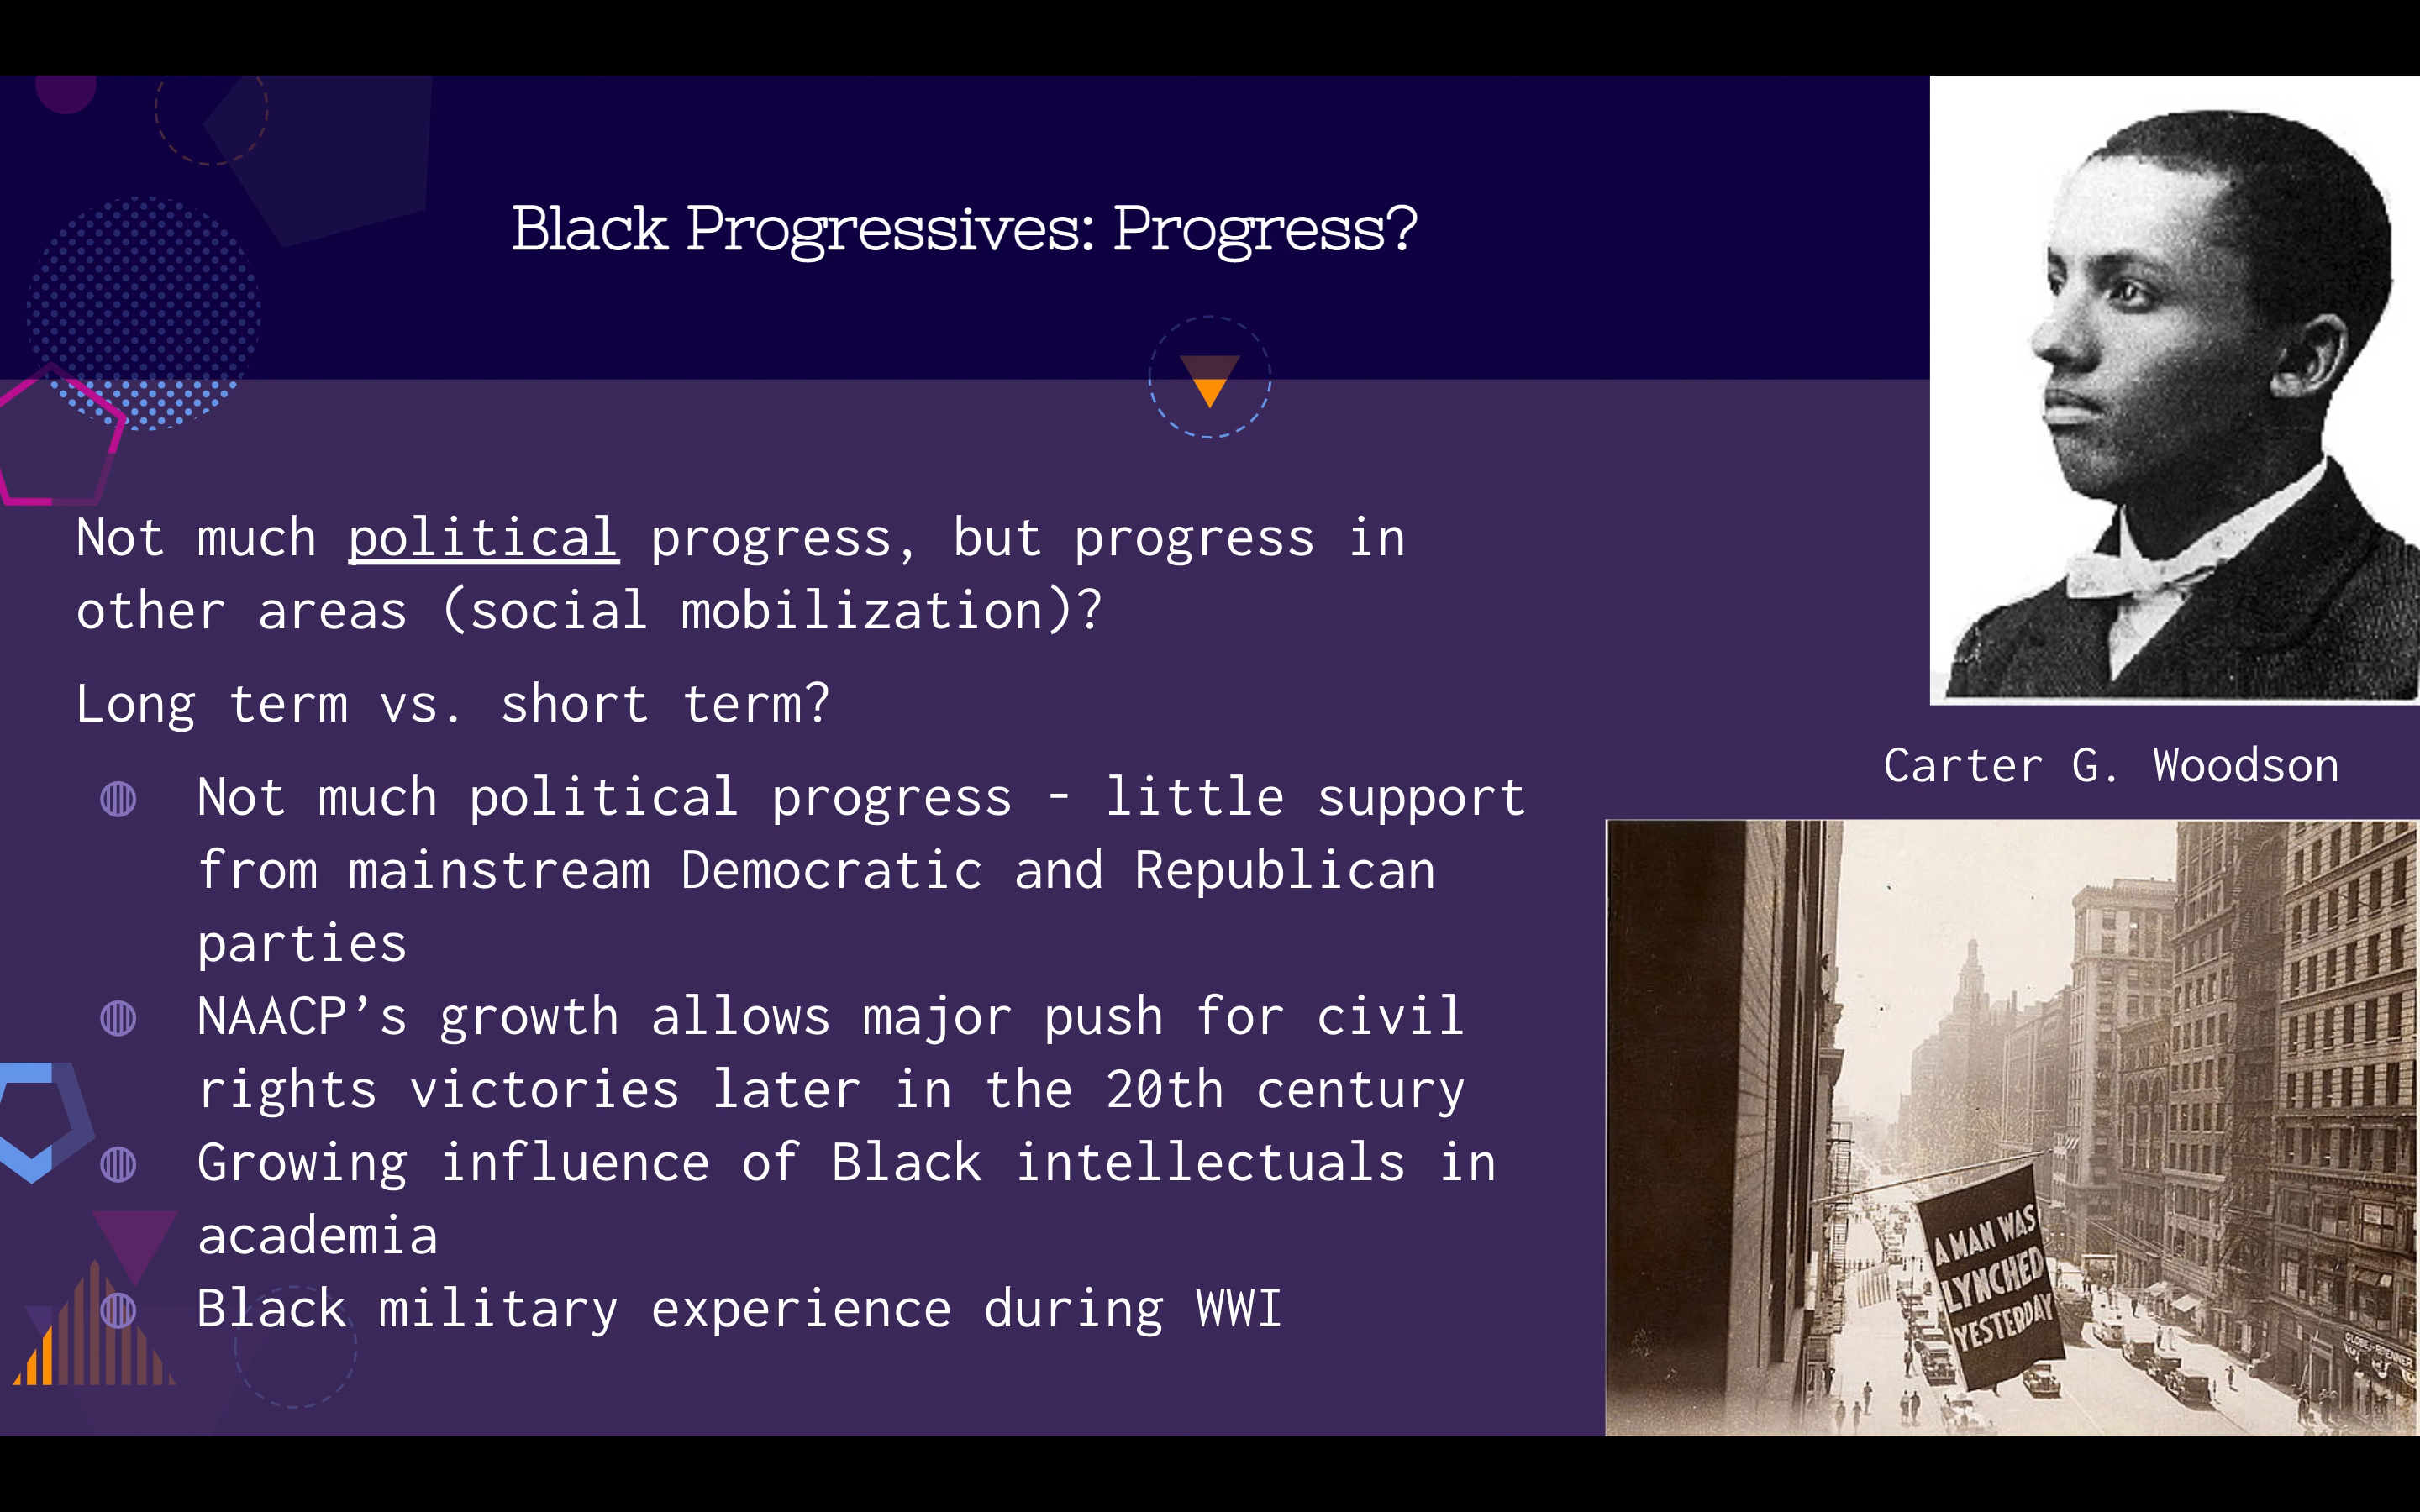 Black Progressives: Progress?
Not much political progress, but progress in
other areas (social mobilization)?
Long term vs. short term?
Not much political progress - little support
from mainstream Democratic and Republican
parties
NAACP’s growth allows major push for civil
rights victories later in the 20th century
Growing influence of Black intellectuals in
academia
Black military experience during WWI
Carter G. Woodson
A MAN WAS
LYNCHED
YESTERDAY